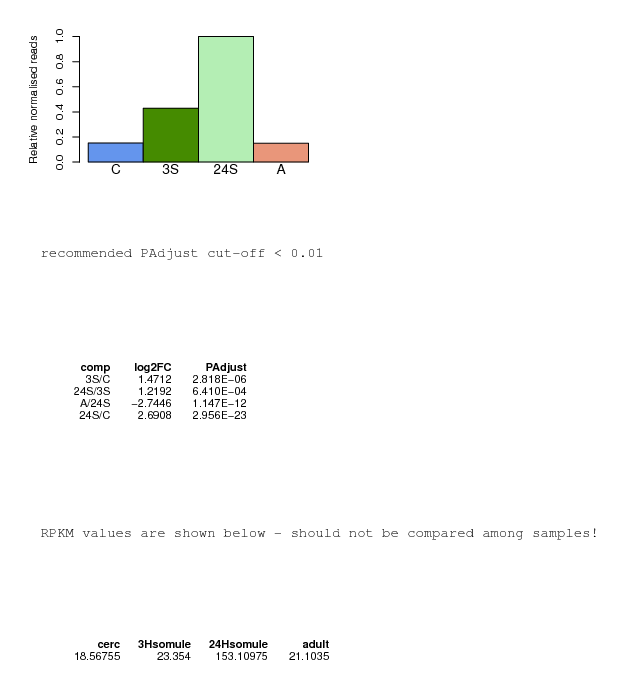 Relative normalised reads
1.0
0.8
0.6
0.4
0.2
0.0
C 3S 24S A
recommended PAdjust cut-off < 0.01
comp log2FC PAdjust
3S/C 1.4712 2.818E−06
24S/3S 1.2192 6.410E−04
A/24S −2.7446 1.147E−12
24S/C 2.6908 2.956E−23
RPKM values are shown below - should not be compared among samples!
cerc 3Hsomule 24Hsomule adult
18.56755 23.354 153.10975 21.1035